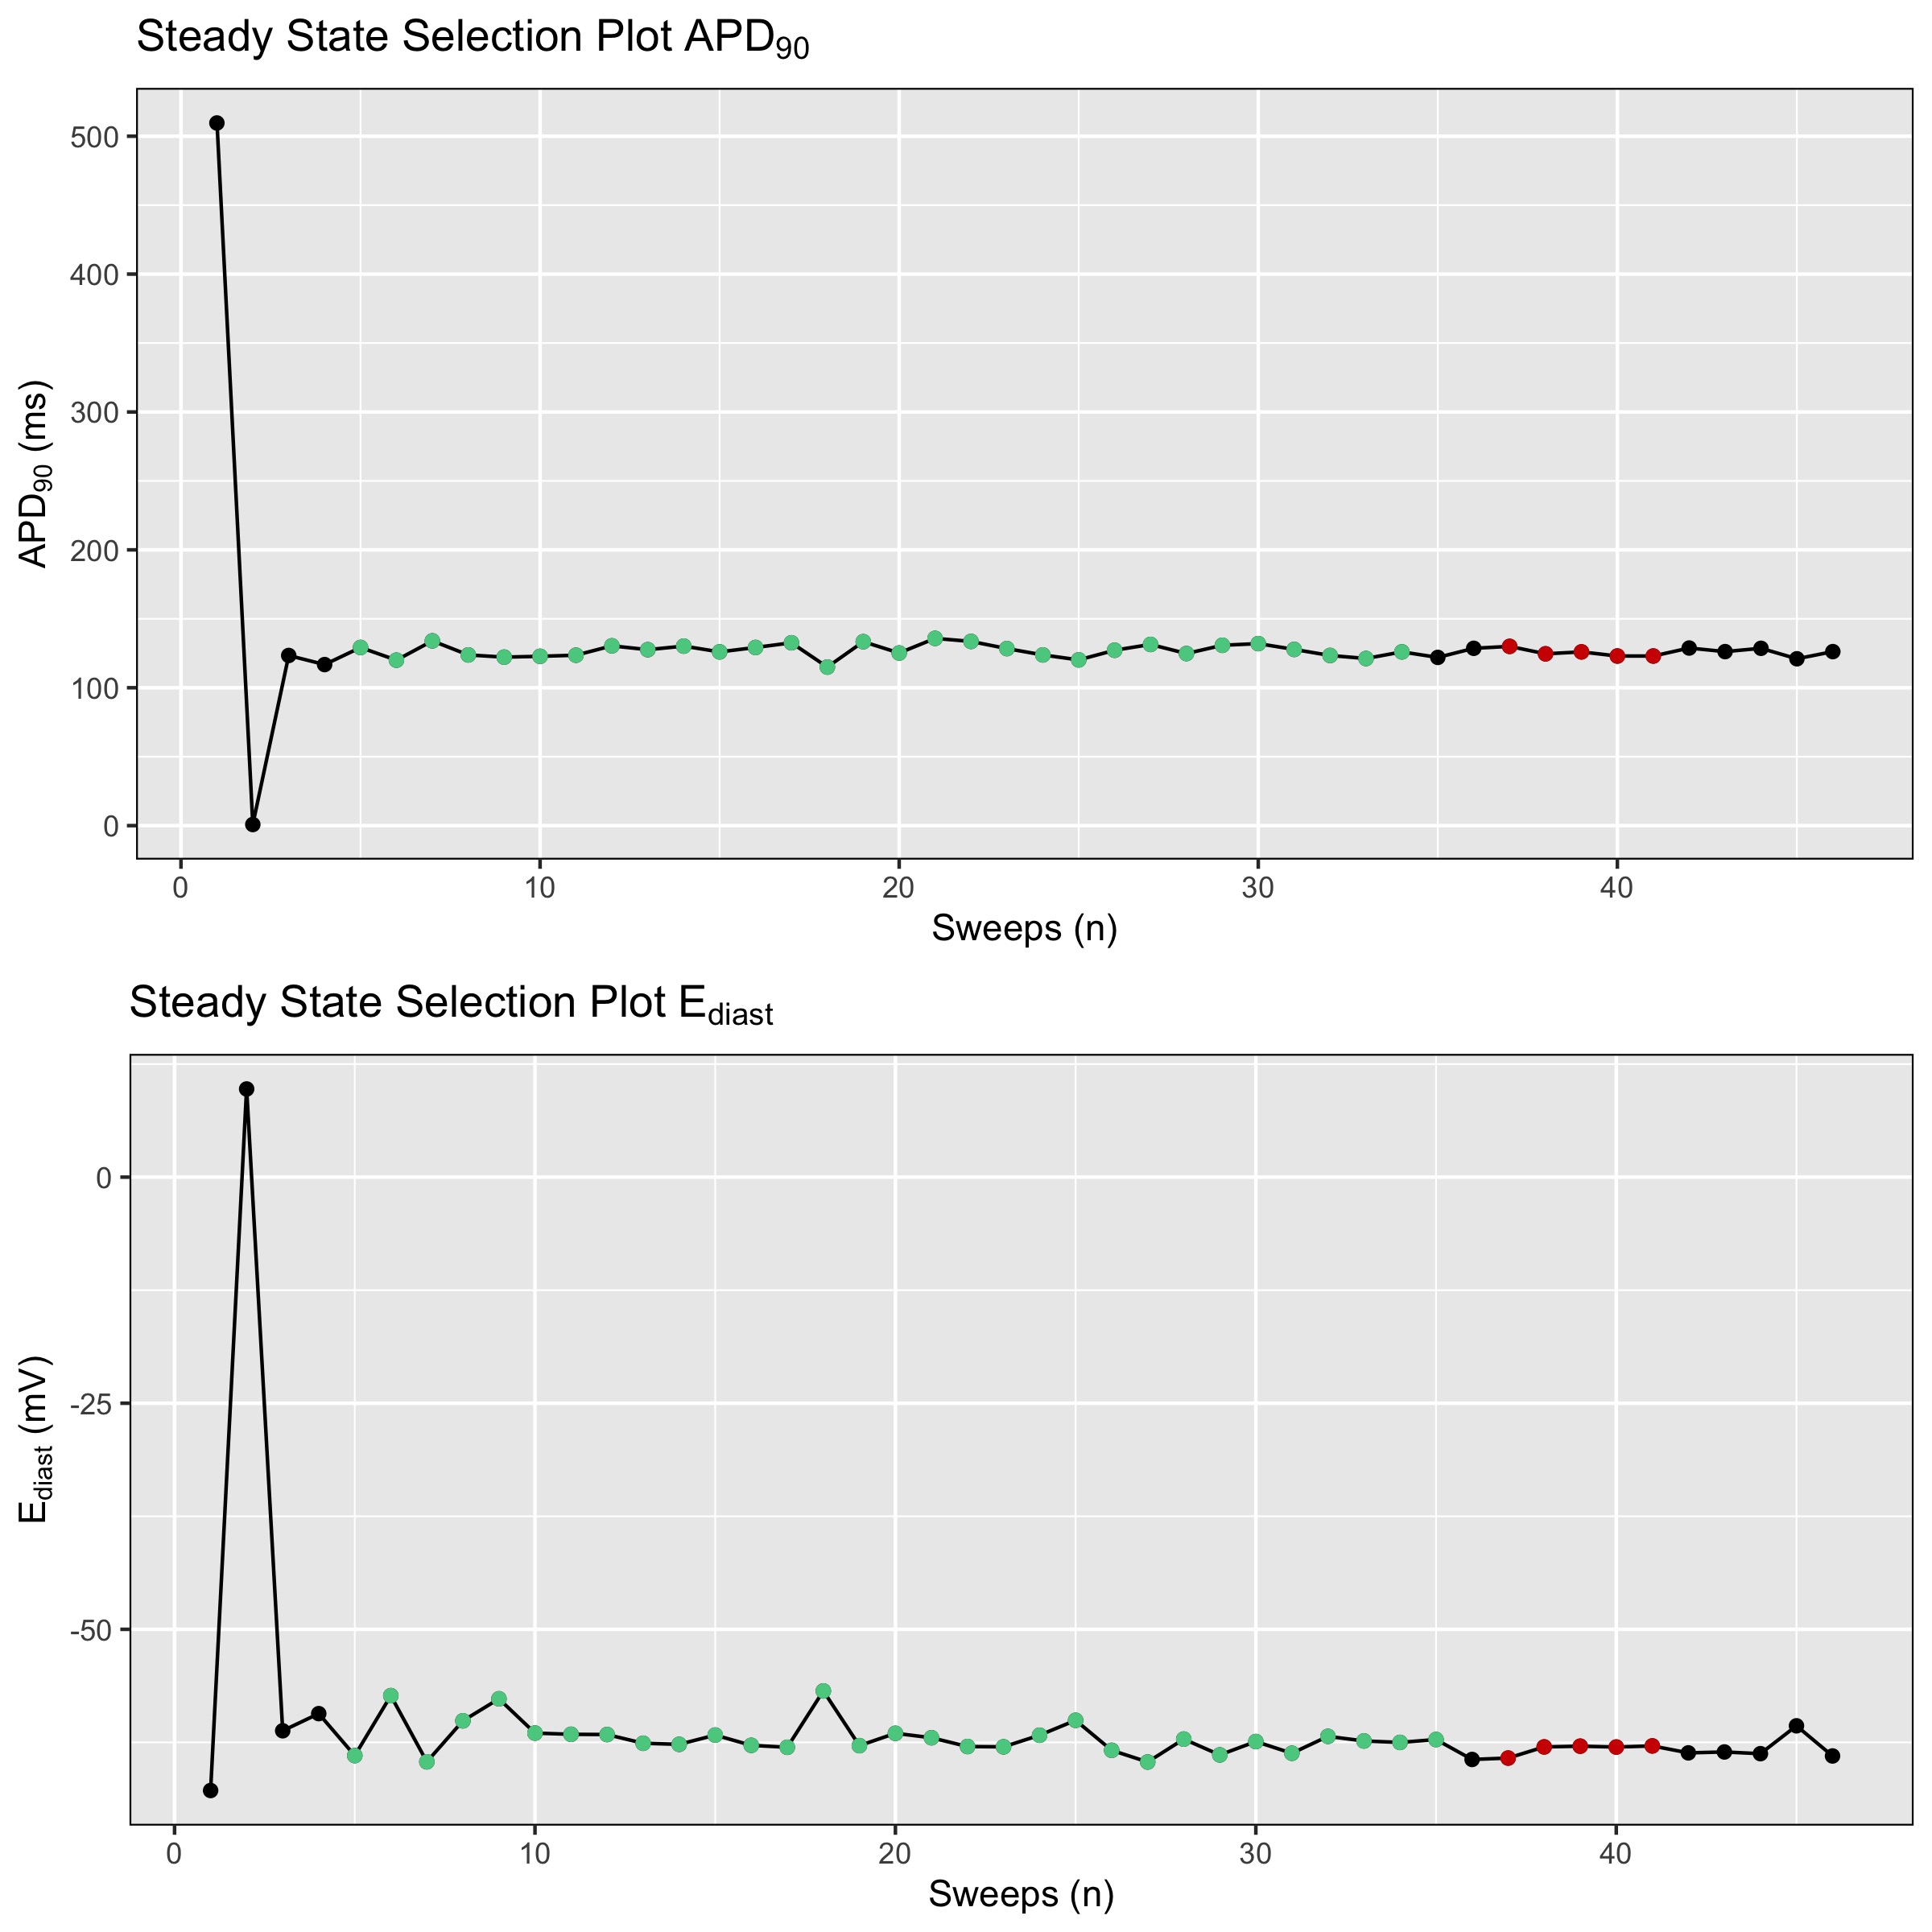 Steady State Selection Plot APD90
500
400
300
200
100
0
APD90 (ms)
0 10 20 30 40
Sweeps (n)
Steady State Selection Plot Ediast
0
-25
-50
Ediast (mV)
0 10 20 30 40
Sweeps (n)